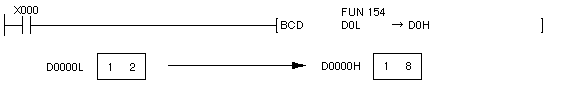 X000
FUN 154
[BCD D0L → D0H ]
D0000L 1 2 D0000H 1 8